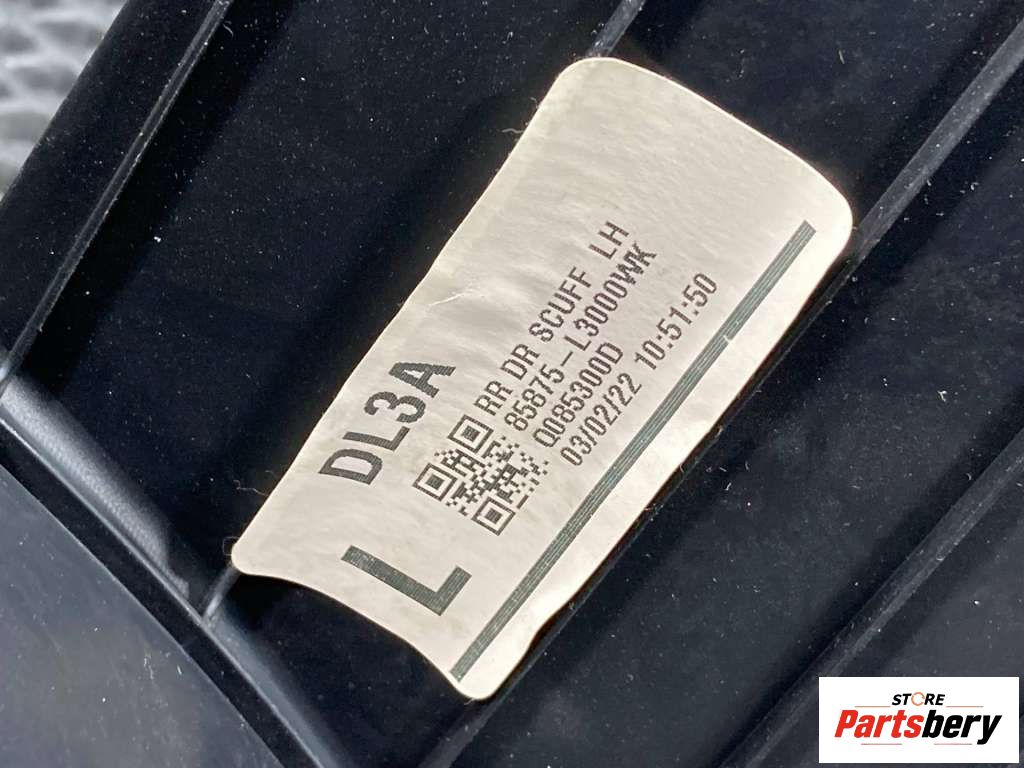 DL3A
L
RR DR SCUFF LH
85875-L3000WK
Q085300D
03/02/22 10:51:50
STORE
Partsbery